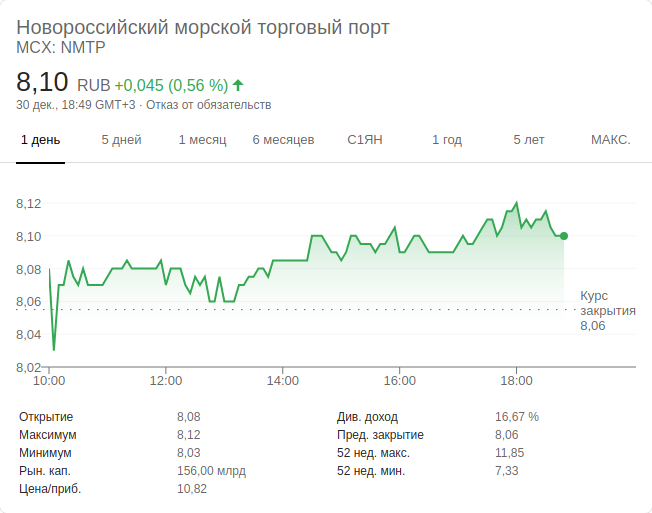 Новороссийский морской торговый порт
MCX: NMTP
8,10 RUB +0,045 (0,56 %)
30 дек., 18:49 GMT+3 · Отказ от обязательств
1 день 5 дней 1 месяц 6 месяцев С1ЯН 1 год 5 лет МАКС.
8,12
8,10
8,08
8,06
8,04
8,02
Курс
закрытия
8,06
10:00 12:00 14:00 16:00 18:00
Открытие 8,08 Див. доход 16,67 %
Максимум 8,12 Пред. закрытие 8,06
Минимум 8,03 52 нед. макс. 11,85
Рын. кап. 156,00 млрд 52 нед. мин. 7,33
Цена/приб. 10,82